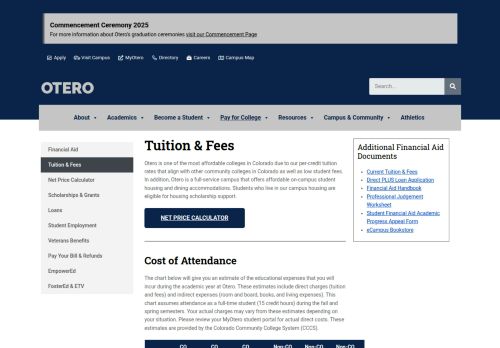 Commencement Ceremony 2025
For more information about Otero's graduation ceremonies visit our Commencement Page
Apply
Visit Campus
MyOtero
Directory
Careers
Campus Map
OTERO
Search...
About
Academics
Become a Student
Pay for College
Resources
Campus & Community
Athletics
Financial Aid
Tuition & Fees
Net Price Calculator
Scholarships & Grants
Loans
Student Employment
Veterans Benefits
Pay Your Bill & Refunds
EmpowerEd
FosterEd & ETV
Tuition & Fees
Otero is one of the most affordable colleges in Colorado due to our per-credit tuition
rates that align with other community colleges in Colorado as well as low student fees.
In addition, Otero is a full-service campus that offers affordable on-campus student
housing and dining accommodations. Students who live in our campus housing are
eligible for housing scholarship support.
NET PRICE CALCULATOR
Cost of Attendance
The chart below will give you an estimate of the educational expenses that you will
incur during the academic year at Otero. These estimates include direct charges (tuition
and fees) and indirect expenses (room and board, books, and living expenses). This
chart assumes attendance as a full-time student (15 credit hours) during the fall and
spring semesters. Your actual charges may vary from these estimates depending on
your situation. Please review your MyOtero student portal for actual direct costs. These
estimates are provided by the Colorado Community College System (CCCS).
CO CO CO Non-CO Non-CO Non-CO
Additional Financial Aid
Documents
Current Tuition & Fees
Direct PLUS Loan Application
Financial Aid Handbook
Professional Judgement
Worksheet
Student Financial Aid Academic
Progress Appeal Form
eCampus Bookstore